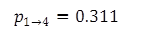 p₁→₄ = 0.311